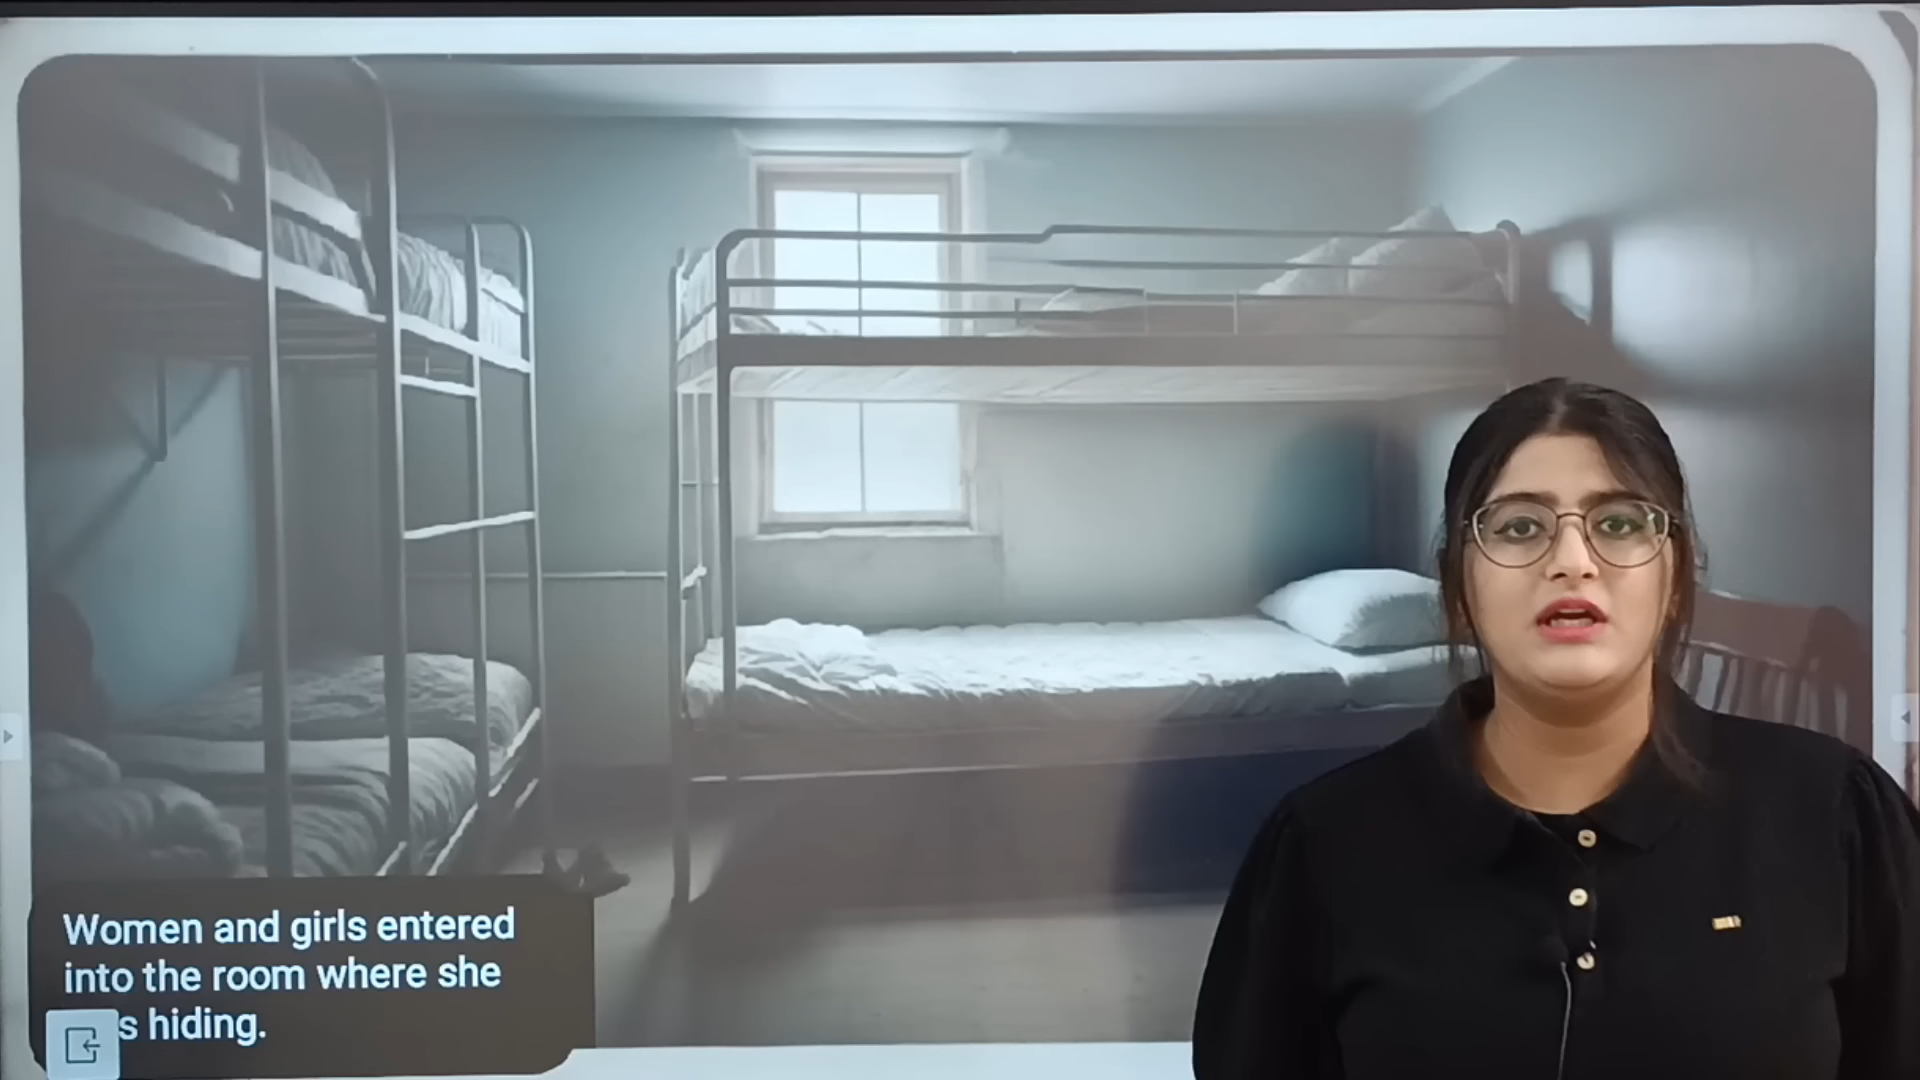 Women and girls entered
into the room where she
s hiding.